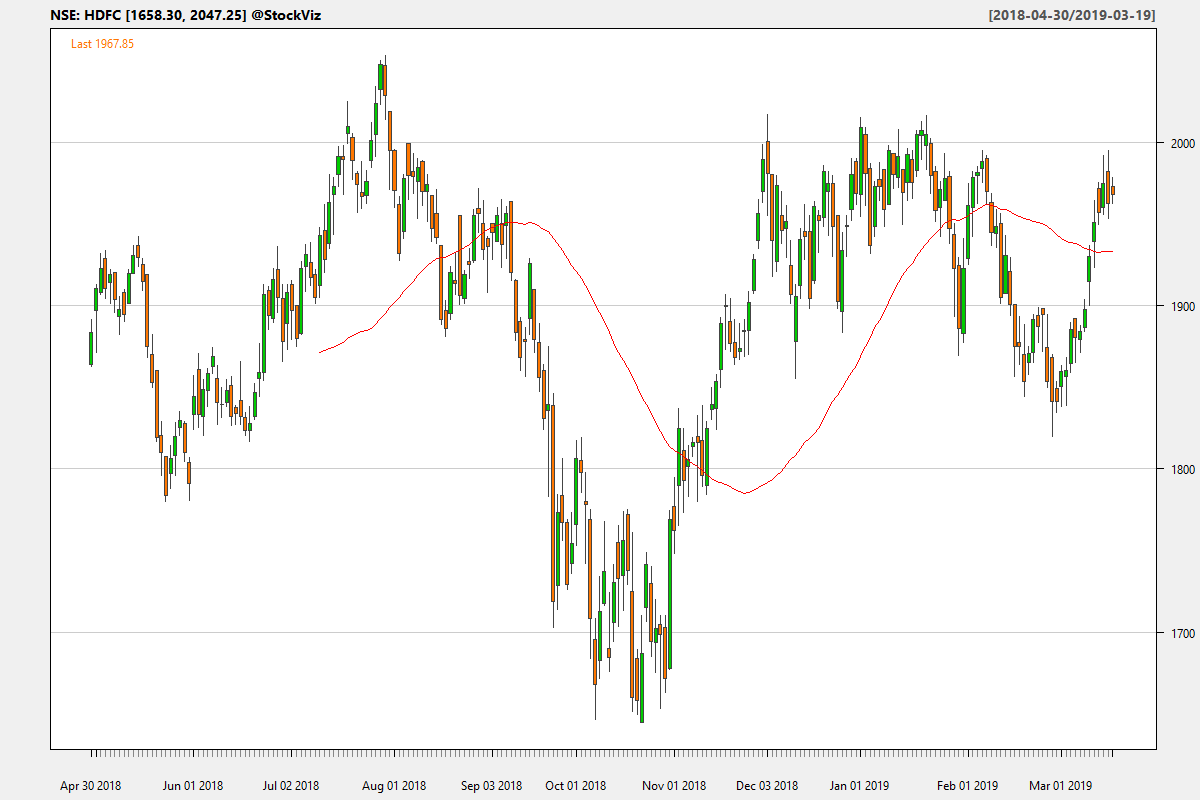 NSE: HDFC [1658.30, 2047.25] @StockViz [2018-04-30/2019-03-19]
Last 1967.85
2000
1900
1800
1700
Apr 30 2018 Jun 01 2018 Jul 02 2018 Aug 01 2018 Sep 03 2018 Oct 01 2018 Nov 01 2018 Dec 03 2018 Jan 01 2019 Feb 01 2019 Mar 01 2019